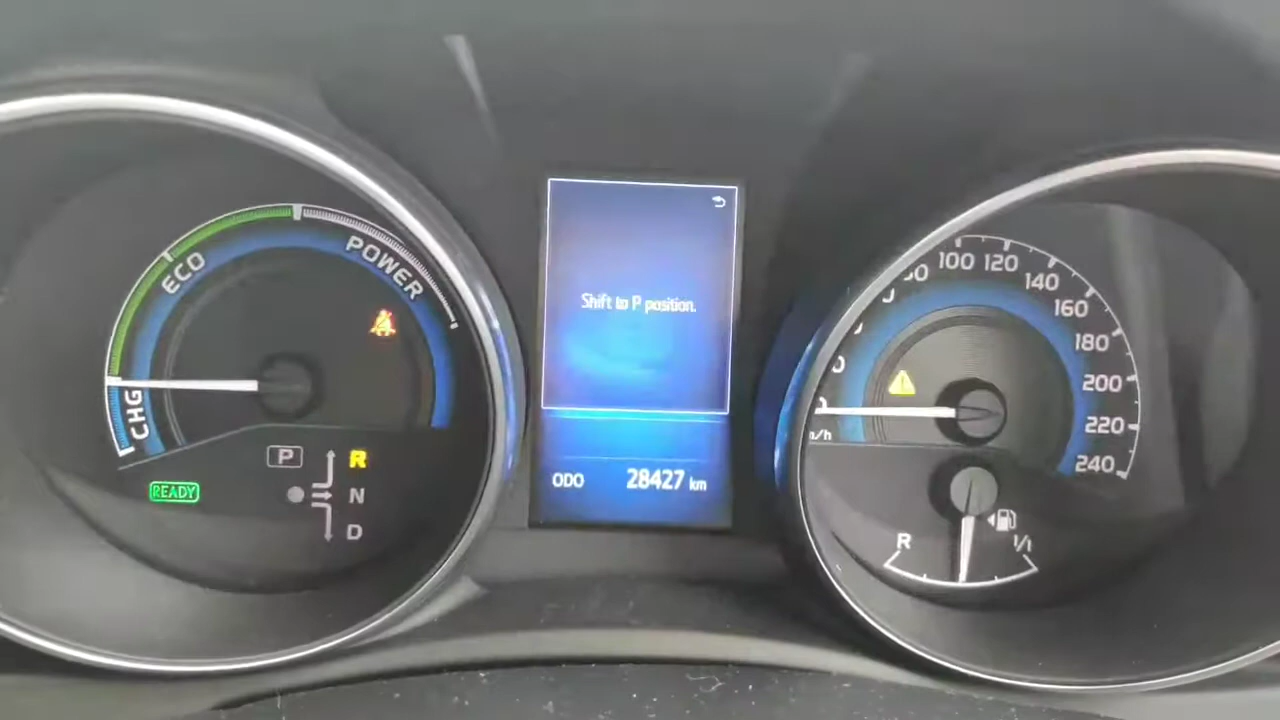 ECO
POWER
CHG
READY
P
R
N
D
Shift to P position.
ODO 28427 km
100
120
140
160
180
200
220
240
R
1/1